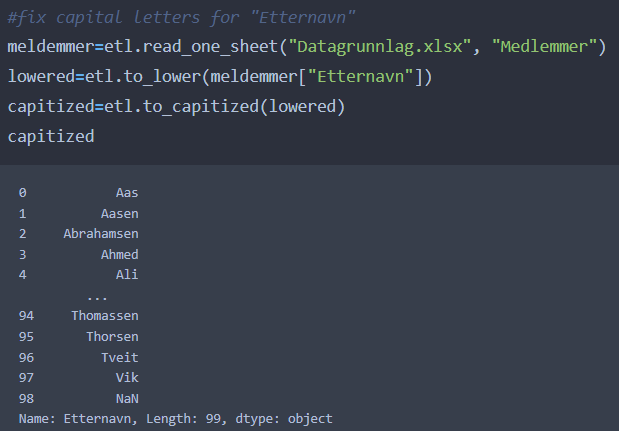 #fix capital letters for "Etternavn"
meldemmer=etl.read_one_sheet("Datagrunnlag.xlsx", "Medlemmer")
lowered=etl.to_lower(meldemmer["Etternavn"])
capitized=etl.to_capitized(lowered)
capitized
0 Aas
1 Aasen
2 Abrahamsen
3 Ahmed
4 Ali
...
94 Thomassen
95 Thorsen
96 Tveit
97 Vik
98 NaN
Name: Etternavn, Length: 99, dtype: object